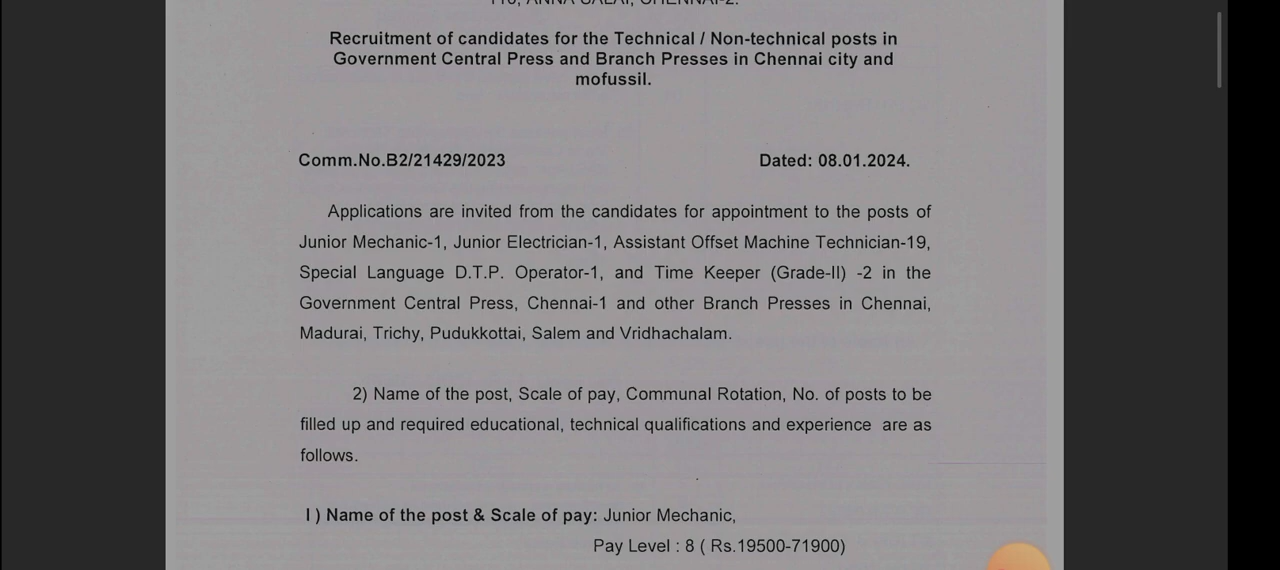 110, ANNA SALAI, CHENNAI-2.
Recruitment of candidates for the Technical / Non-technical posts in
Government Central Press and Branch Presses in Chennai city and
mofussil.
Comm.No.B2/21429/2023 Dated: 08.01.2024.
Applications are invited from the candidates for appointment to the posts of
Junior Mechanic-1, Junior Electrician-1, Assistant Offset Machine Technician-19,
Special Language D.T.P. Operator-1, and Time Keeper (Grade-II) -2 in the
Government Central Press, Chennai-1 and other Branch Presses in Chennai,
Madurai, Trichy, Pudukkottai, Salem and Vridhachalam.
2) Name of the post, Scale of pay, Communal Rotation, No. of posts to be
filled up and required educational, technical qualifications and experience are as
follows.
I ) Name of the post & Scale of pay: Junior Mechanic,
Pay Level : 8 ( Rs.19500-71900)